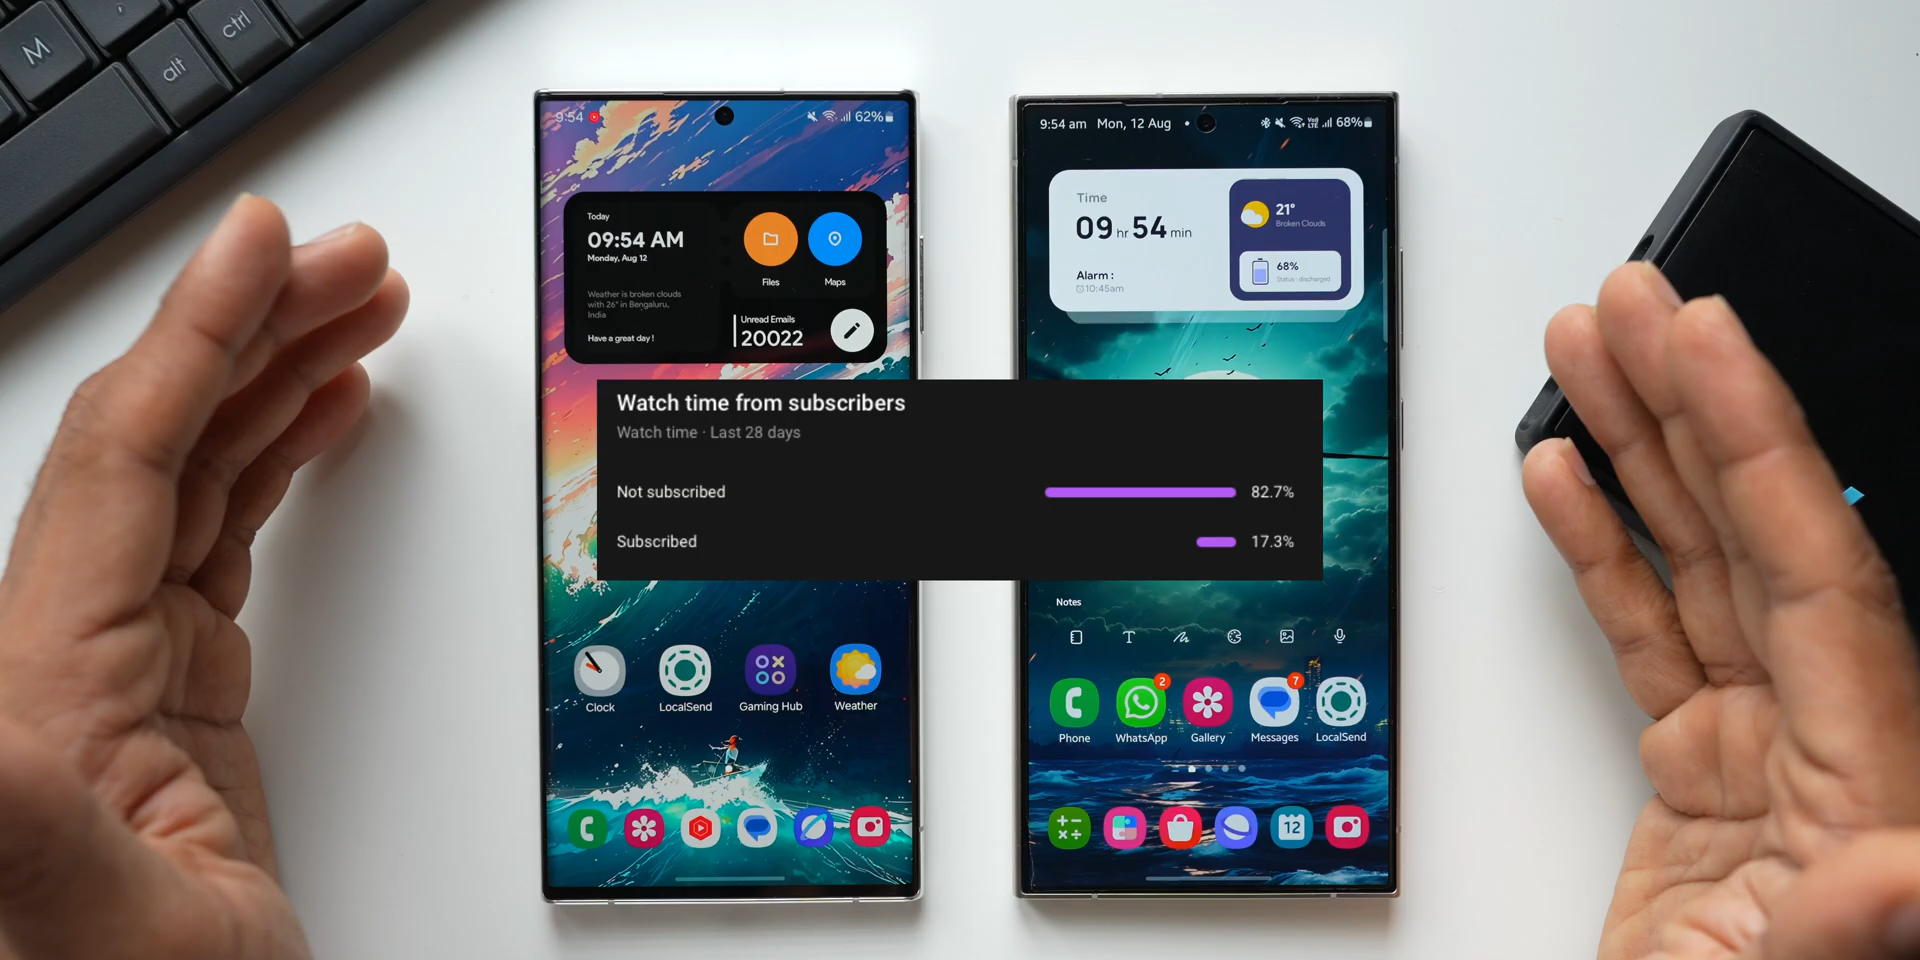 M
alt
ctrl
9:54
62%
Today
09:54 AM
Monday, Aug 12
Weather is broken clouds
with 26° in Bengaluru,
India
Have a great day !
Files
Maps
Unread Emails
20022
9:54 am Mon, 12 Aug
VoLTE
68%
Time
09 hr 54 min
Alarm :
10:45am
21°
Broken Clouds
68%
Status : discharged
Watch time from subscribers
Watch time · Last 28 days
Not subscribed 82.7%
Subscribed 17.3%
Clock
LocalSend
Gaming Hub
Weather
Notes
T
2
7
Phone
WhatsApp
Gallery
Messages
LocalSend
12